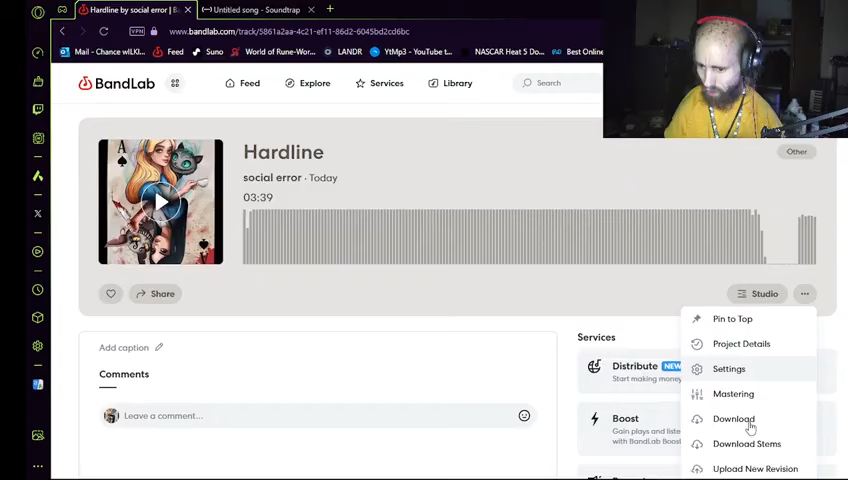 Hardline by social error | B
Untitled song - Soundtrap
VPN
www.bandlab.com/track/5861a2aa-4c21-ef11-86d2-6045bd2cd6bc
Mail - Chance wILKI...
Feed
Suno
World of Rune-Wor...
LANDR
YtMp3 - YouTube t...
NASCAR Heat 5 Do...
Best Online
BandLab
Feed
Explore
Services
Library
Search
Hardline
Other
social error · Today
03:39
A
Share
Studio
Pin to Top
Project Details
Settings
Mastering
Download
Download Stems
Upload New Revision
Add caption
Comments
Leave a comment...
Services
Distribute NEW
Start making money
Boost
Gain plays and liste
with BandLab Boost